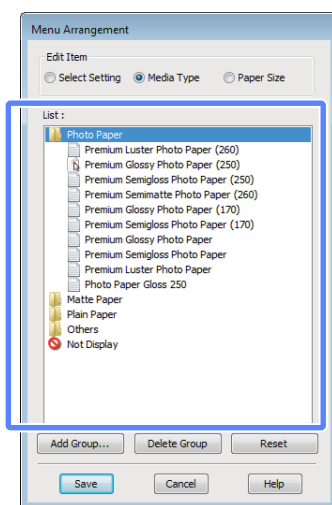 Menu Arrangement
Edit Item
Select Setting Media Type Paper Size
List :
Photo Paper
Premium Luster Photo Paper (260)
Premium Glossy Photo Paper (250)
Premium Semigloss Photo Paper (250)
Premium Semimatte Photo Paper (260)
Premium Glossy Photo Paper (170)
Premium Semigloss Photo Paper (170)
Premium Glossy Photo Paper
Premium Semigloss Photo Paper
Premium Luster Photo Paper
Photo Paper Gloss 250
Matte Paper
Plain Paper
Others
Not Display
Add Group... Delete Group Reset
Save Cancel Help